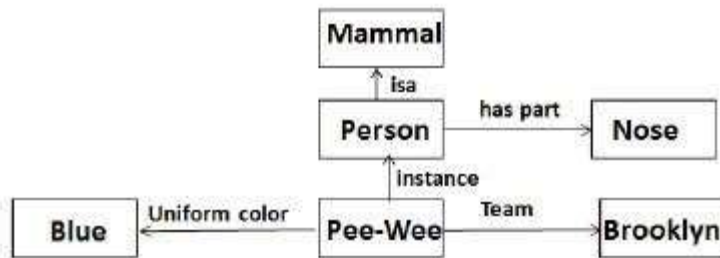 Mammal
isa
Person
has part
Nose
instance
Blue
Uniform color
Pee-Wee
Team
Brooklyn